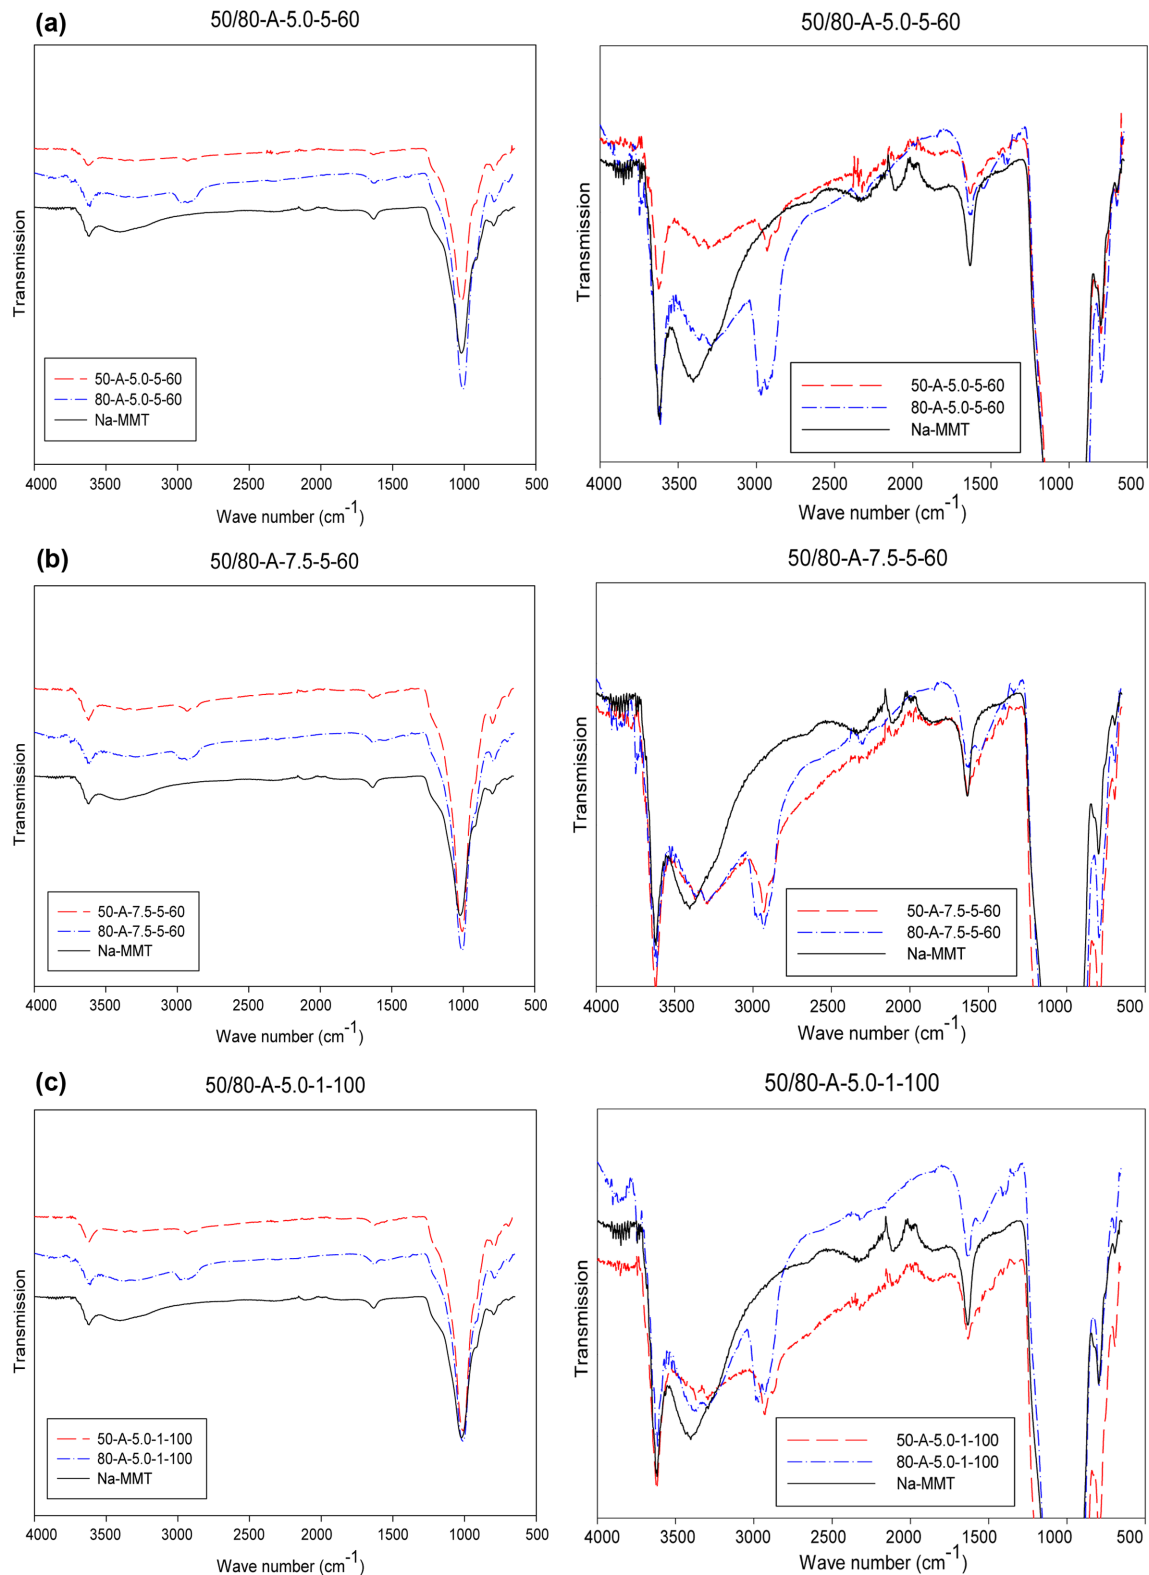 (a)
50/80-A-5.0-5-60
Transmission
50-A-5.0-5-60
80-A-5.0-5-60
Na-MMT
4000 3500 3000 2500 2000 1500 1000 500
Wave number (cm-1)
50/80-A-5.0-5-60
Transmission
50-A-5.0-5-60
80-A-5.0-5-60
Na-MMT
4000 3500 3000 2500 2000 1500 1000 500
Wave number (cm-1)
(b)
50/80-A-7.5-5-60
Transmission
50-A-7.5-5-60
80-A-7.5-5-60
Na-MMT
4000 3500 3000 2500 2000 1500 1000 500
Wave number (cm-1)
50/80-A-7.5-5-60
Transmission
50-A-7.5-5-60
80-A-7.5-5-60
Na-MMT
4000 3500 3000 2500 2000 1500 1000 500
Wave number (cm-1)
(c)
50/80-A-5.0-1-100
Transmission
50-A-5.0-1-100
80-A-5.0-1-100
Na-MMT
4000 3500 3000 2500 2000 1500 1000 500
Wave number (cm-1)
50/80-A-5.0-1-100
Transmission
50-A-5.0-1-100
80-A-5.0-1-100
Na-MMT
4000 3500 3000 2500 2000 1500 1000 500
Wave number (cm-1)